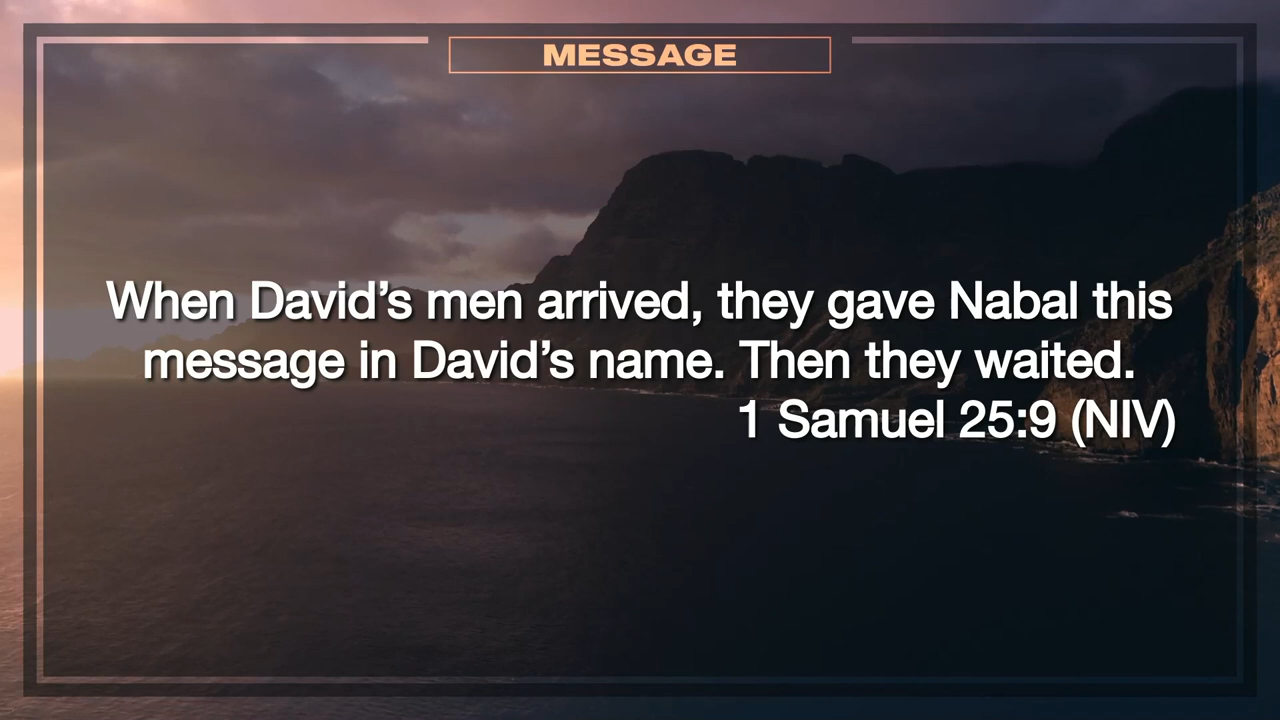 MESSAGE
When David’s men arrived, they gave Nabal this
message in David’s name. Then they waited.
1 Samuel 25:9 (NIV)